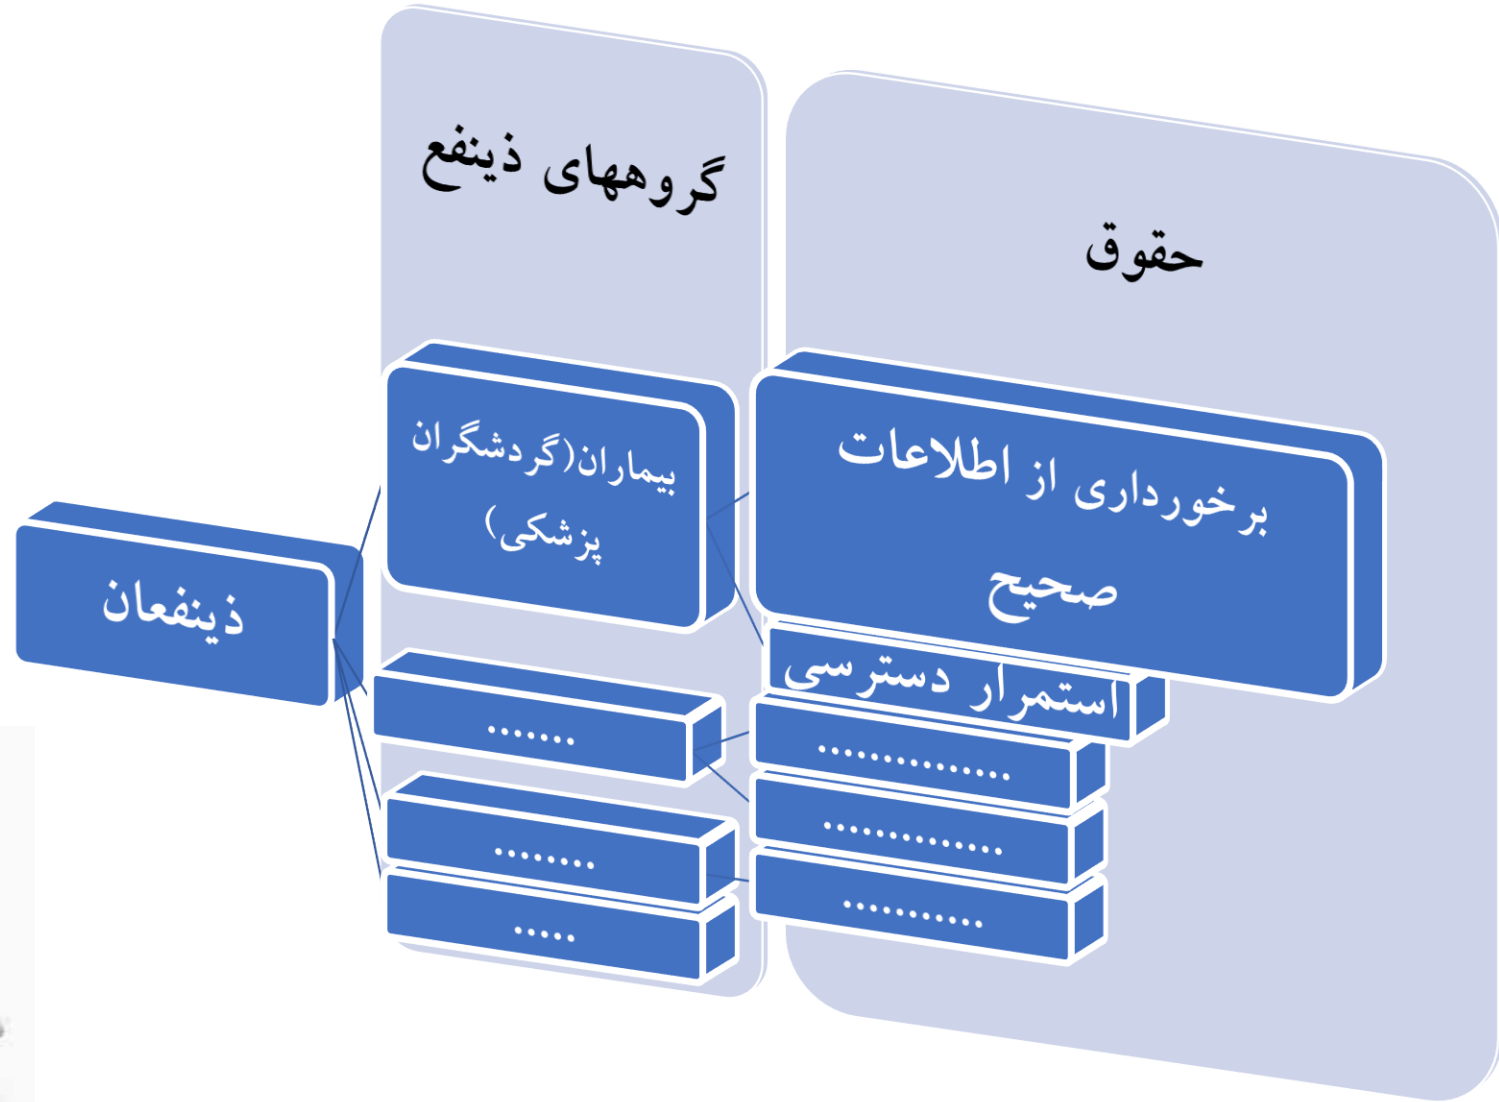 گروههای ذینفع
حقوق
ذینفعان
بیماران(گردشگران
پزشکی)
برخورداری از اطلاعات
صحیح
استمرار دسترسی
.......
........
.....
...............
..............
...........